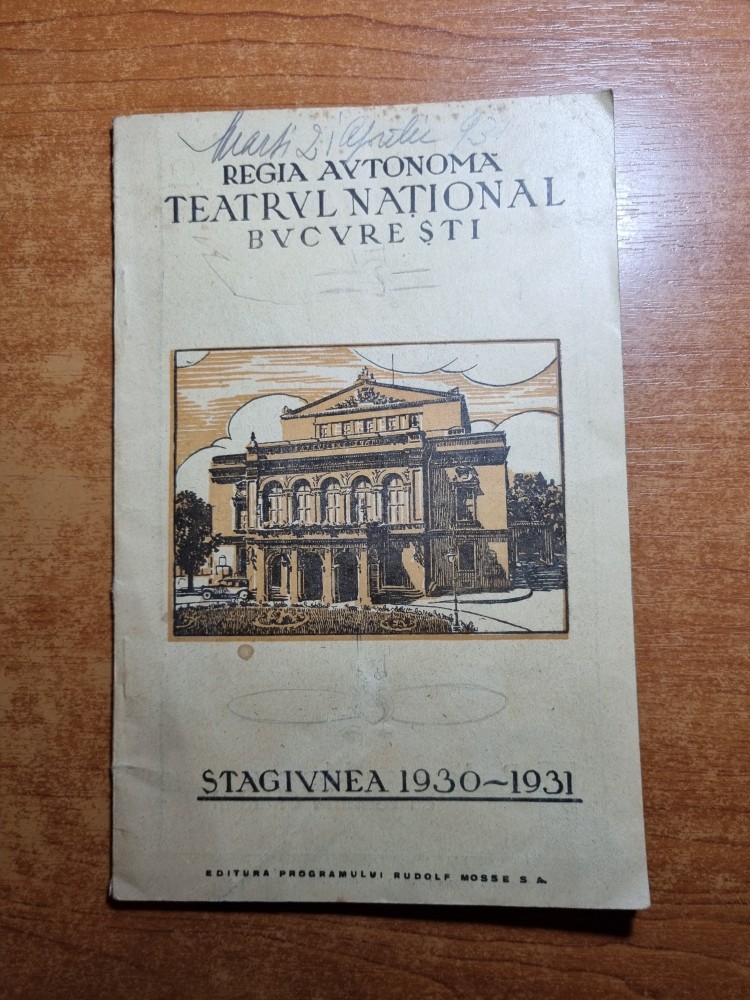 Marți 21 Aprilie 931
REGIA AVTONOMĂ
TEATRVL NAȚIONAL
BVCVREȘTI
STAGIVNEA 1930~1931
EDITURA PROGRAMULUI RUDOLF MOSSE S. A.